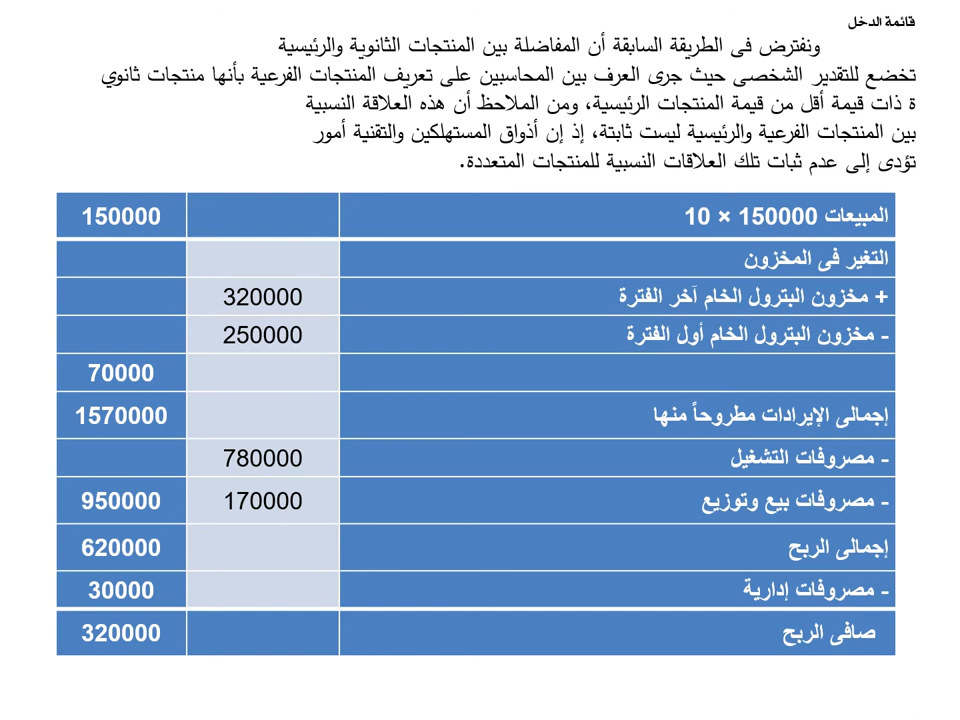 قائمة الدخل
ونفترض فى الطريقة السابقة أن المفاضلة بين المنتجات الثانوية والرئيسية
تخضع للتقدير الشخصى حيث جرى العرف بين المحاسبين على تعريف المنتجات الفرعية بأنها منتجات ثانوي
ة ذات قيمة أقل من قيمة المنتجات الرئيسية، ومن الملاحظ أن هذه العلاقة النسبية
بين المنتجات الفرعية والرئيسية ليست ثابتة، إذ إن أذواق المستهلكين والتقنية أمور
تؤدى إلى عدم ثبات تلك العلاقات النسبية للمنتجات المتعددة.
المبيعات 150000 × 10 150000
التغير فى المخزون
+ مخزون البترول الخام آخر الفترة 320000
- مخزون البترول الخام أول الفترة 250000
70000
إجمالى الإيرادات مطروحاً منها 1570000
- مصروفات التشغيل 780000
- مصروفات بيع وتوزيع 170000 950000
إجمالى الربح 620000
- مصروفات إدارية 30000
صافى الربح 320000